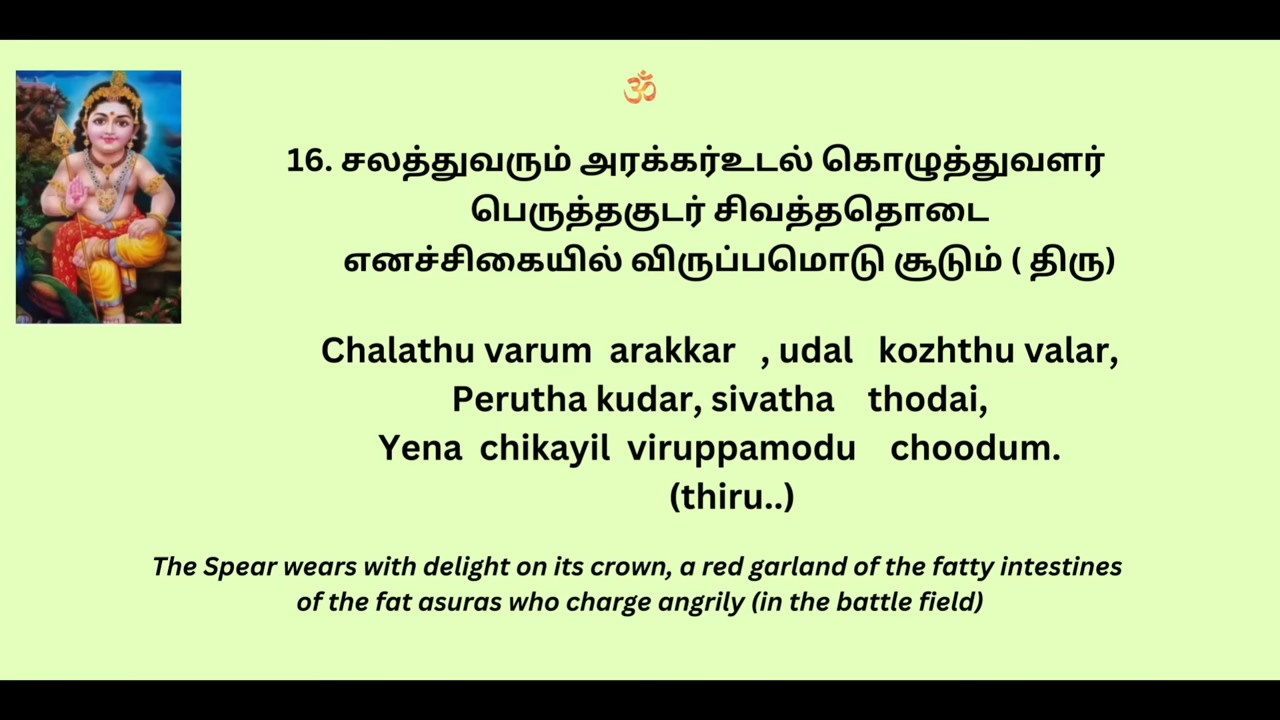 ॐ
16. சலத்துவரும் அரக்கர்உடல் கொழுத்துவளர்
பெருத்தகுடர் சிவத்ததொடை
எனச்சிகையில் விருப்பமொடு சூடும் ( திரு)
Chalathu varum arakkar , udal kozhthu valar,
Perutha kudar, sivatha thodai,
Yena chikayil viruppamodu choodum.
(thiru..)
The Spear wears with delight on its crown, a red garland of the fatty intestines
of the fat asuras who charge angrily (in the battle field)